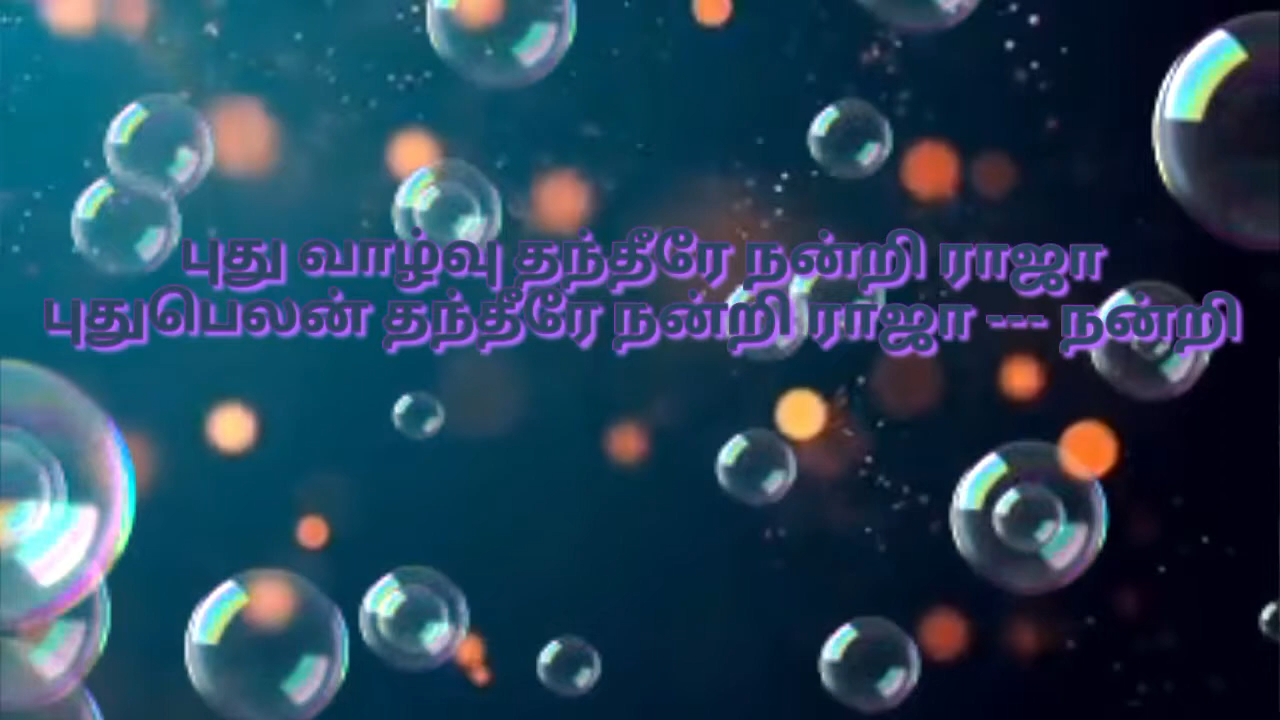 புது வாழ்வு தந்தீரே நன்றி ராஜா
புதுபெலன் தந்தீரே நன்றி ராஜா --- நன்றி